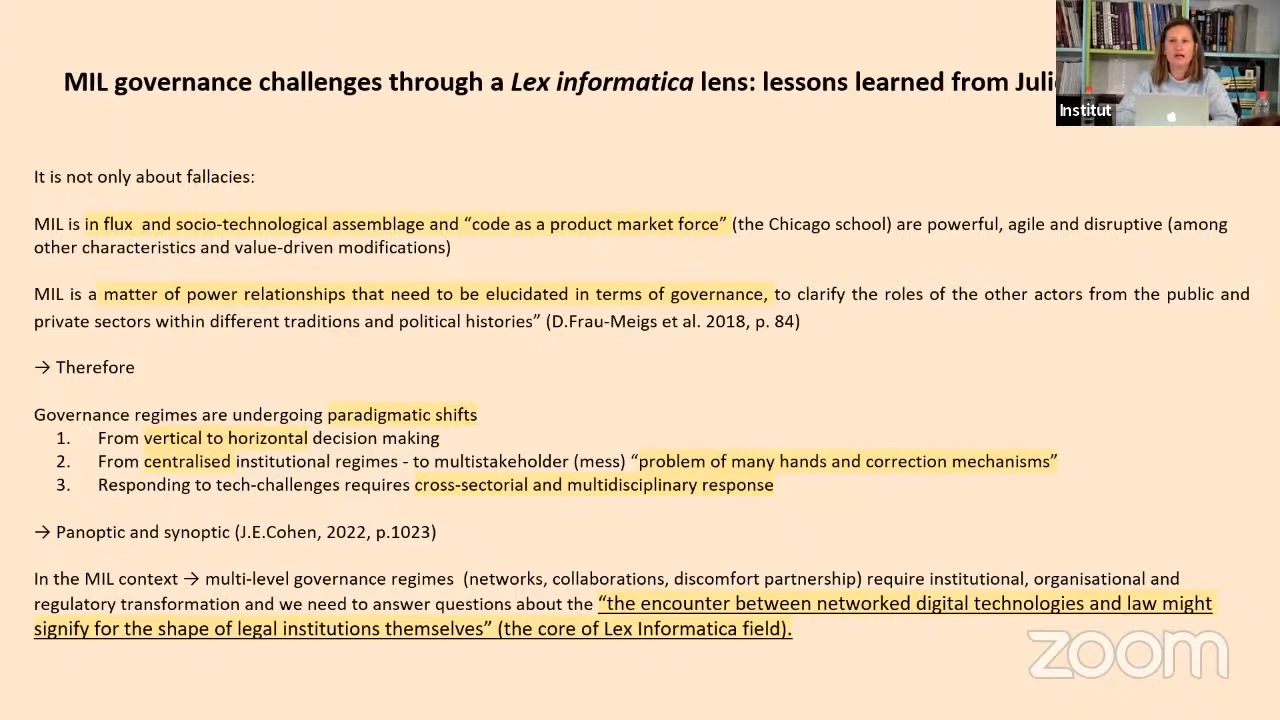 MIL governance challenges through a Lex informatica lens: lessons learned from
Institut
It is not only about fallacies:
MIL is in flux and socio-technological assemblage and “code as a product market force” (the Chicago school) are powerful, agile and disruptive (among
other characteristics and value-driven modifications)
MIL is a matter of power relationships that need to be elucidated in terms of governance, to clarify the roles of the other actors from the public and
private sectors within different traditions and political histories” (D.Frau-Meigs et al. 2018, p. 84)
→ Therefore
Governance regimes are undergoing paradigmatic shifts
1. From vertical to horizontal decision making
2. From centralised institutional regimes - to multistakeholder (mess) “problem of many hands and correction mechanisms”
3. Responding to tech-challenges requires cross-sectorial and multidisciplinary response
→ Panoptic and synoptic (J.E.Cohen, 2022, p.1023)
In the MIL context → multi-level governance regimes (networks, collaborations, discomfort partnership) require institutional, organisational and
regulatory transformation and we need to answer questions about the “the encounter between networked digital technologies and law might
signify for the shape of legal institutions themselves” (the core of Lex Informatica field).
zoom